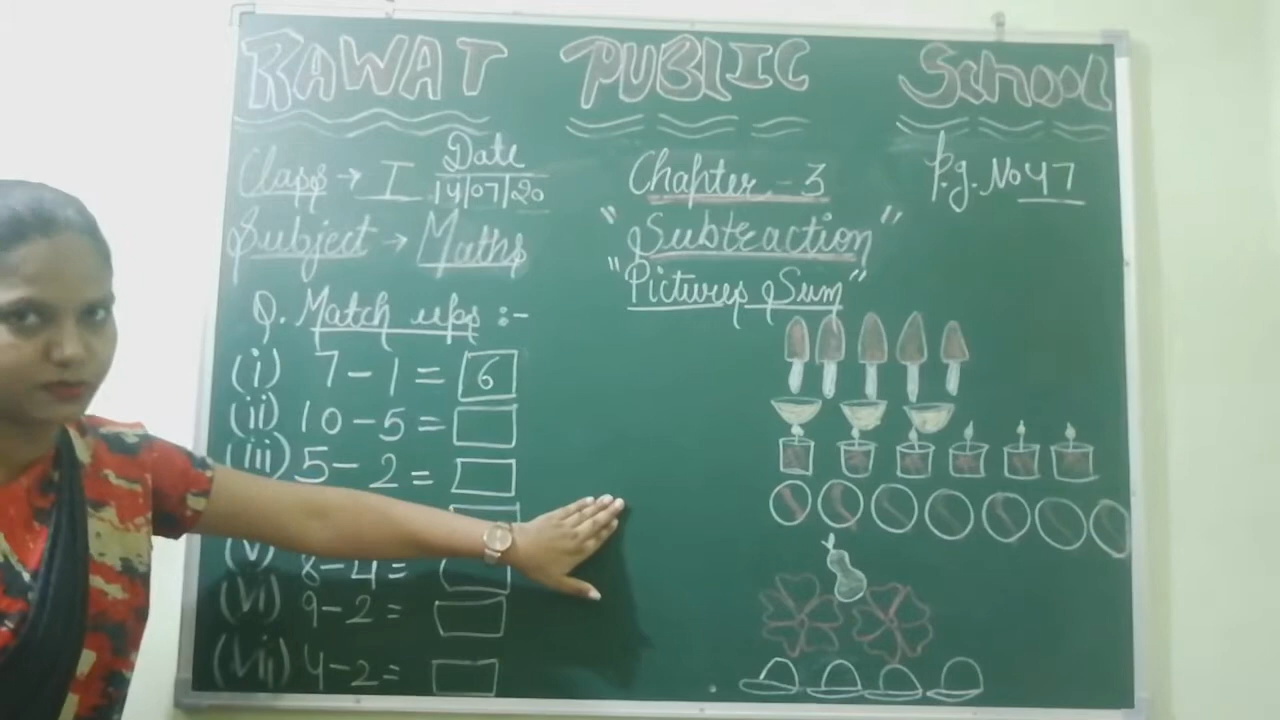 RAWAT PUBLIC SCHOOL
Class → I Date 14/07/20
Chapter - 3
P.g. No 47
Subject → Maths
"Subtraction"
"Pictures Sum"
Q. Match ups :-
(i) 7 - 1 = 6
(ii) 10 - 5 =
(iii) 5 - 2 =
(v) 8 - 4 =
(vi) 9 - 2 =
(vii) 4 - 2 =